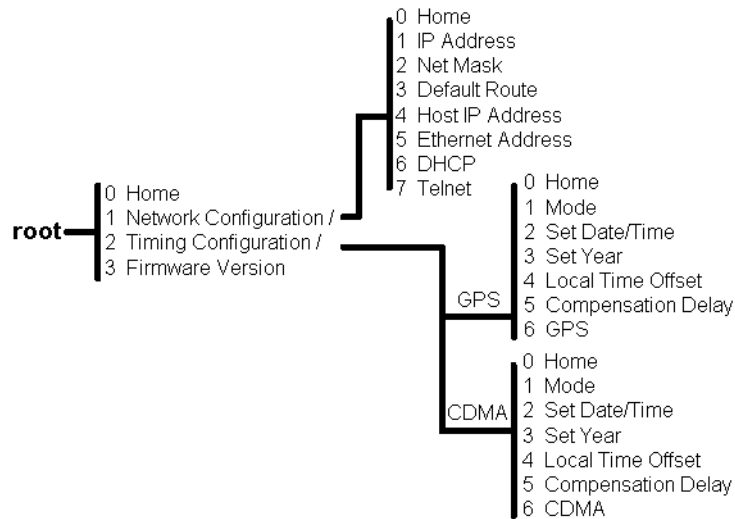 root
0 Home
1 Network Configuration /
2 Timing Configuration /
3 Firmware Version
0 Home
1 IP Address
2 Net Mask
3 Default Route
4 Host IP Address
5 Ethernet Address
6 DHCP
7 Telnet
GPS
0 Home
1 Mode
2 Set Date/Time
3 Set Year
4 Local Time Offset
5 Compensation Delay
6 GPS
CDMA
0 Home
1 Mode
2 Set Date/Time
3 Set Year
4 Local Time Offset
5 Compensation Delay
6 CDMA